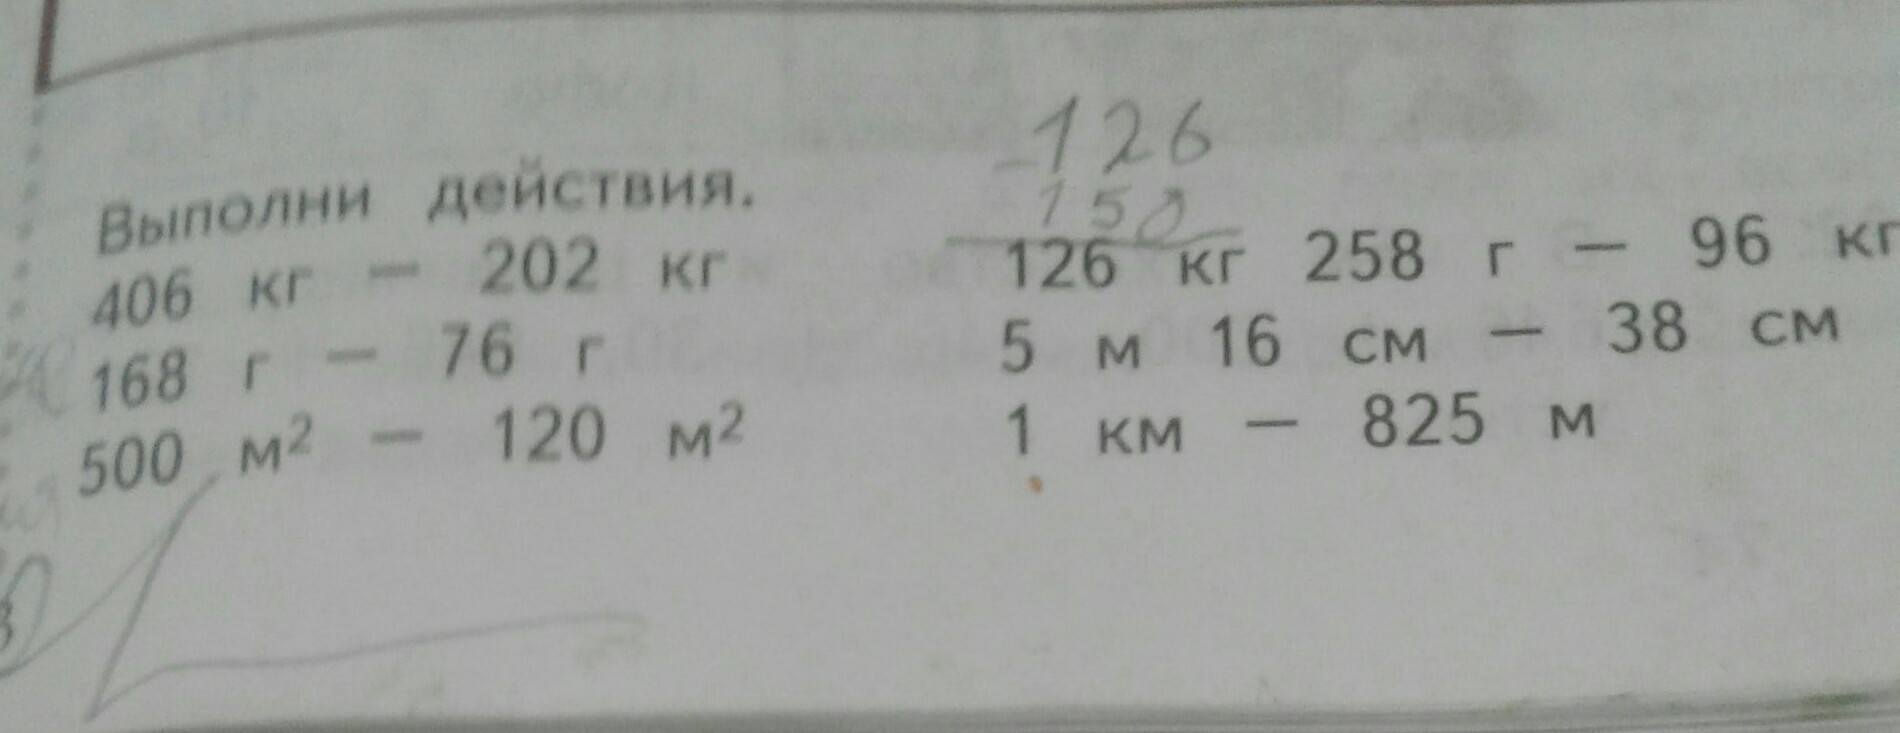 126
150
Выполни действия.
406 кг — 202 кг
168 г — 76 г
500 м² — 120 м²
126 кг 258 г — 96 кг
5 м 16 см — 38 см
1 км — 825 м